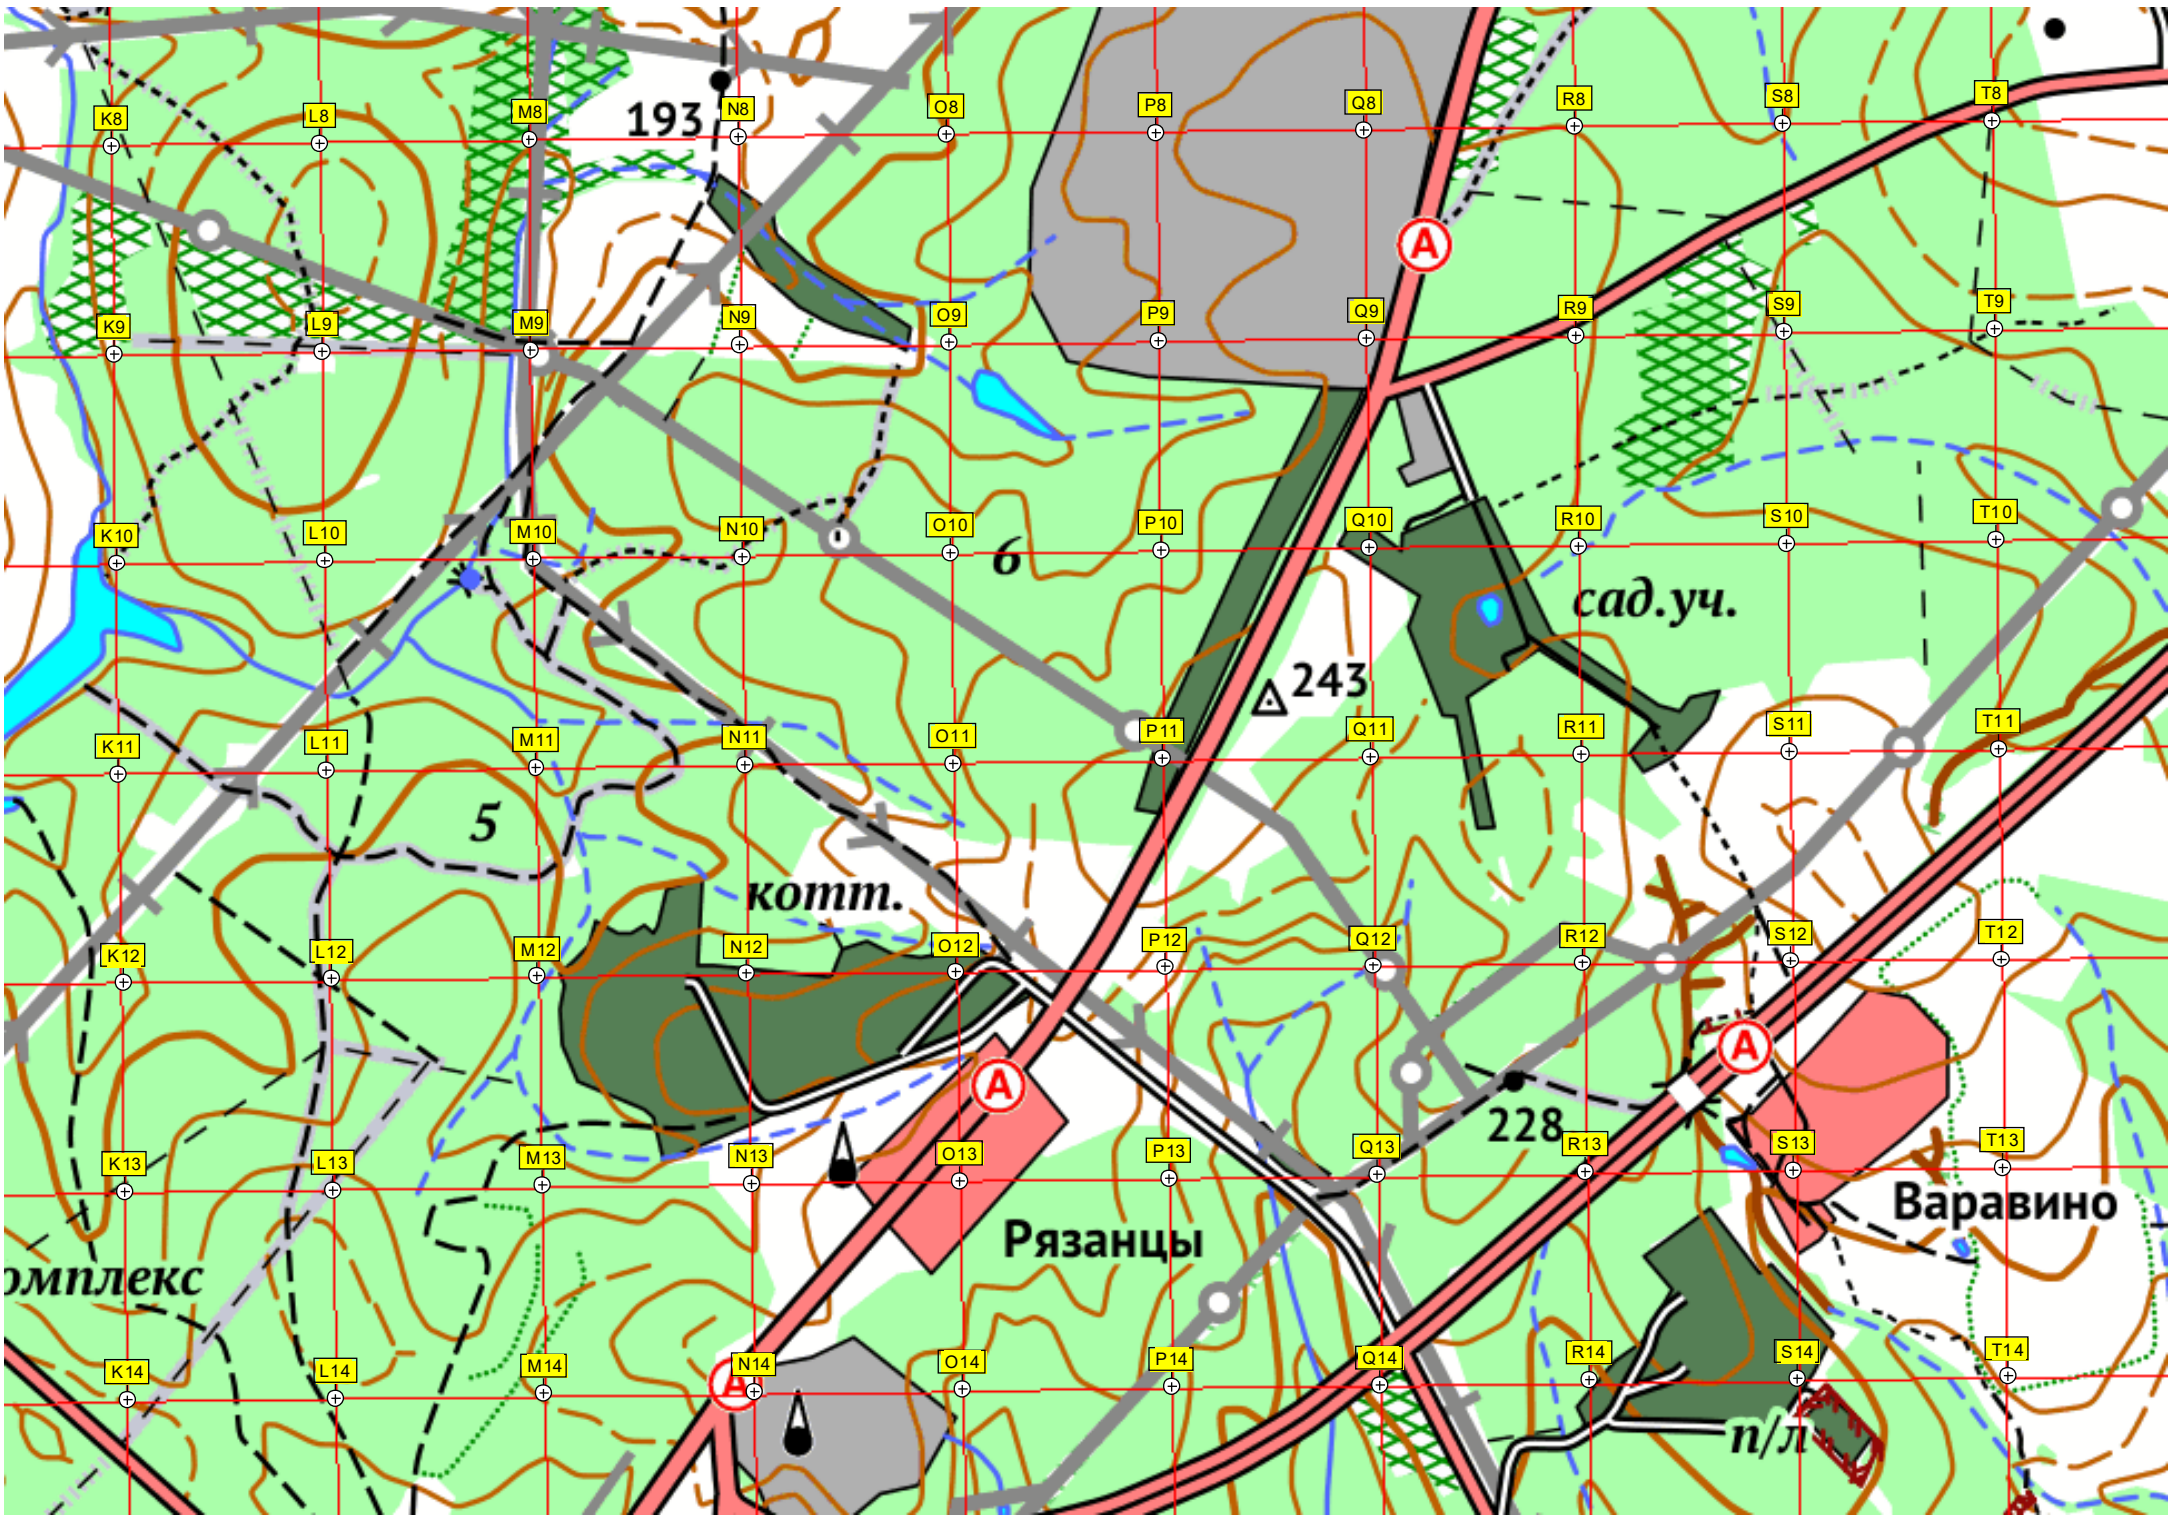 193
K8 L8 M8 N8 O8 P8 Q8 R8 S8 T8
A
K9 L9 M9 N9 O9 P9 Q9 R9 S9 T9
K10 L10 M10 N10 O10 P10 Q10 R10 S10 T10
6
сад.уч.
243
K11 L11 M11 N11 O11 P11 Q11 R11 S11 T11
5
котт.
K12 L12 M12 N12 O12 P12 Q12 R12 S12 T12
A
A
228
K13 L13 M13 N13 O13 P13 Q13 R13 S13 T13
Варавино
Рязанцы
омплекс
K14 L14 M14 N14 O14 P14 Q14 R14 S14 T14
A
п/л